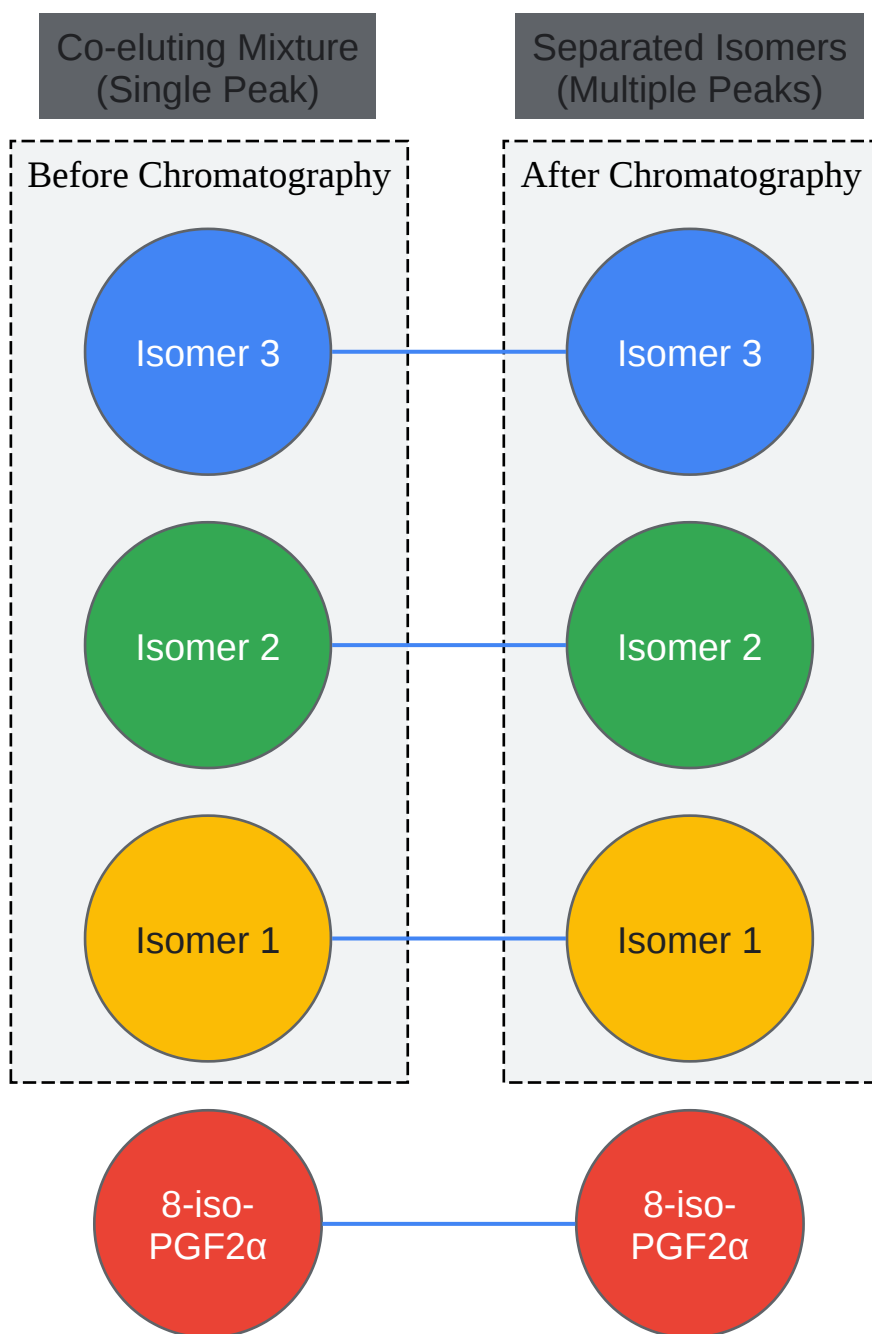 Co-eluting Mixture
(Single Peak)
Separated Isomers
(Multiple Peaks)
Before Chromatography
After Chromatography
Isomer 3
Isomer 3
Isomer 2
Isomer 2
Isomer 1
Isomer 1
8-iso-
PGF2α
8-iso-
PGF2α